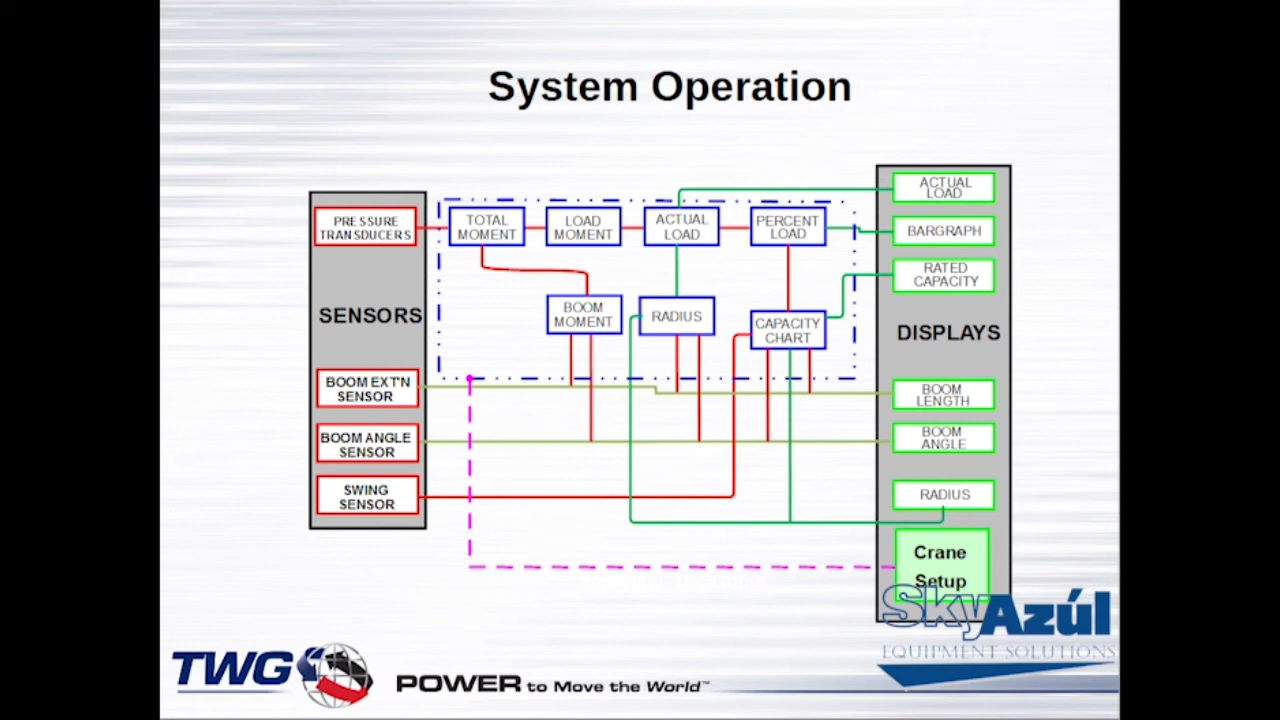 System Operation
PRESSURE
TRANSDUCERS
SENSORS
BOOM EXT'N
SENSOR
BOOM ANGLE
SENSOR
SWING
SENSOR
TOTAL
MOMENT
LOAD
MOMENT
ACTUAL
LOAD
PERCENT
LOAD
BOOM
MOMENT
RADIUS
CAPACITY
CHART
ACTUAL
LOAD
BARGRAPH
RATED
CAPACITY
DISPLAYS
BOOM
LENGTH
BOOM
ANGLE
RADIUS
Crane
Setup
SkyAzúl
EQUIPMENT SOLUTIONS
TWG
POWER to Move the World™